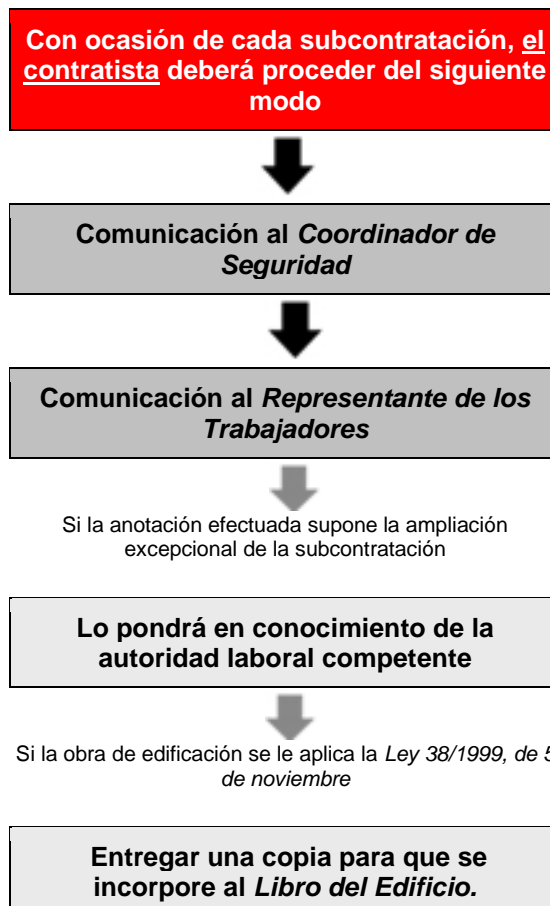 Con ocasión de cada subcontratación, el
contratista deberá proceder del siguiente
modo
Comunicación al Coordinador de
Seguridad
Comunicación al Representante de los
Trabajadores
Si la anotación efectuada supone la ampliación
excepcional de la subcontratación
Lo pondrá en conocimiento de la
autoridad laboral competente
Si la obra de edificación se le aplica la Ley 38/1999, de 5
de noviembre
Entregar una copia para que se
incorpore al Libro del Edificio.